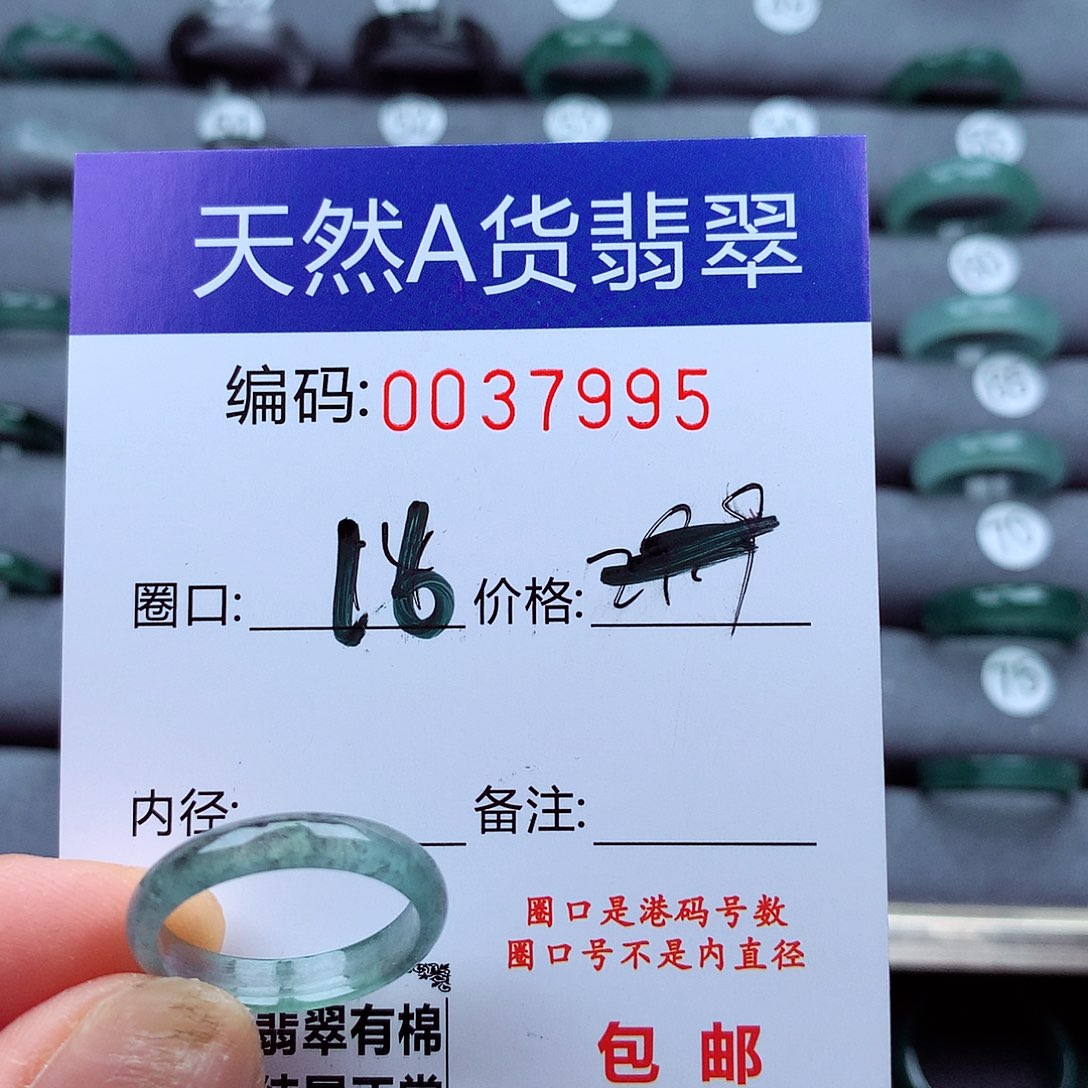 天然A货翡翠
编码:0037995
圈口: 16 价格:
内径: 备注:
圈口是港码号数
圈口号不是内直径
翡翠有棉
包 邮